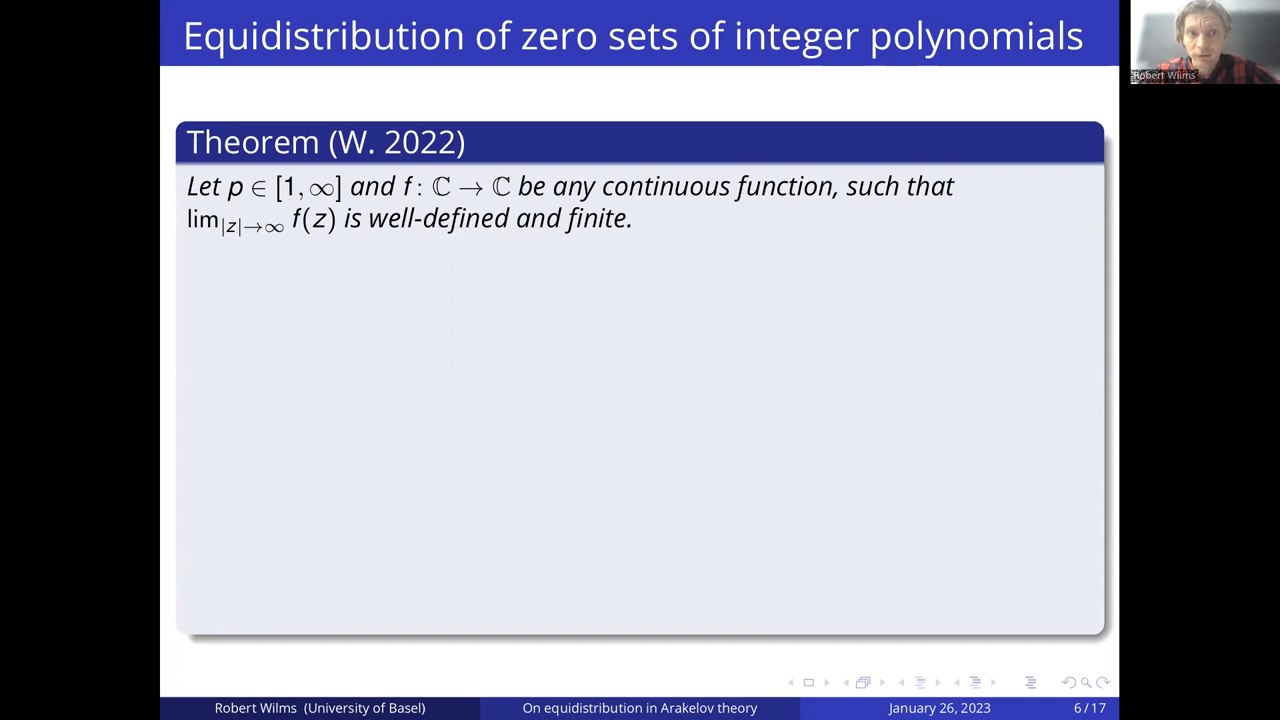 Equidistribution of zero sets of integer polynomials
Robert Wilms
Theorem (W. 2022)
Let p ∈ [1, ∞] and f : ℂ → ℂ be any continuous function, such that
lim|z|→∞ f(z) is well-defined and finite.
Robert Wilms (University of Basel)
On equidistribution in Arakelov theory
January 26, 2023
6 / 17